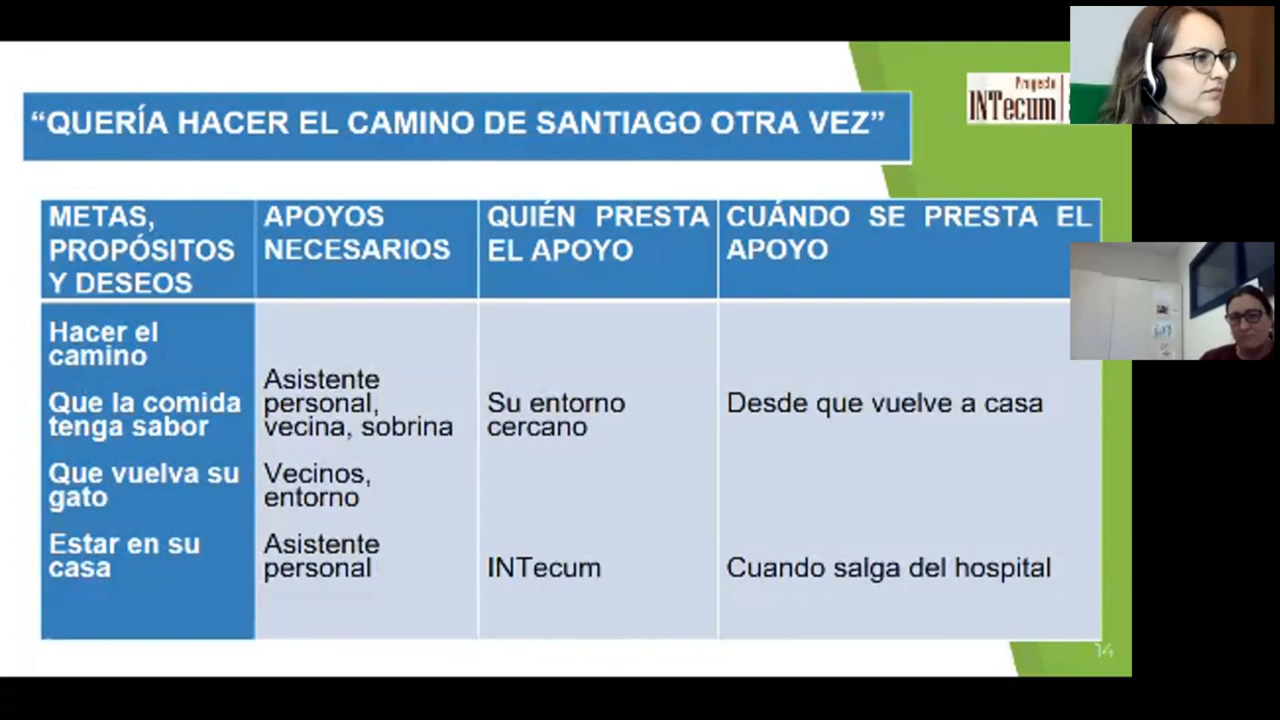 “QUERÍA HACER EL CAMINO DE SANTIAGO OTRA VEZ”
Proyecto
INTecum
METAS,
PROPÓSITOS
Y DESEOS
APOYOS
NECESARIOS
QUIÉN PRESTA
EL APOYO
CUÁNDO SE PRESTA EL
APOYO
Hacer el
camino
Que la comida
tenga sabor
Asistente
personal,
vecina, sobrina
Su entorno
cercano
Desde que vuelve a casa
Que vuelva su
gato
Vecinos,
entorno
Estar en su
casa
Asistente
personal
INTecum
Cuando salga del hospital
14